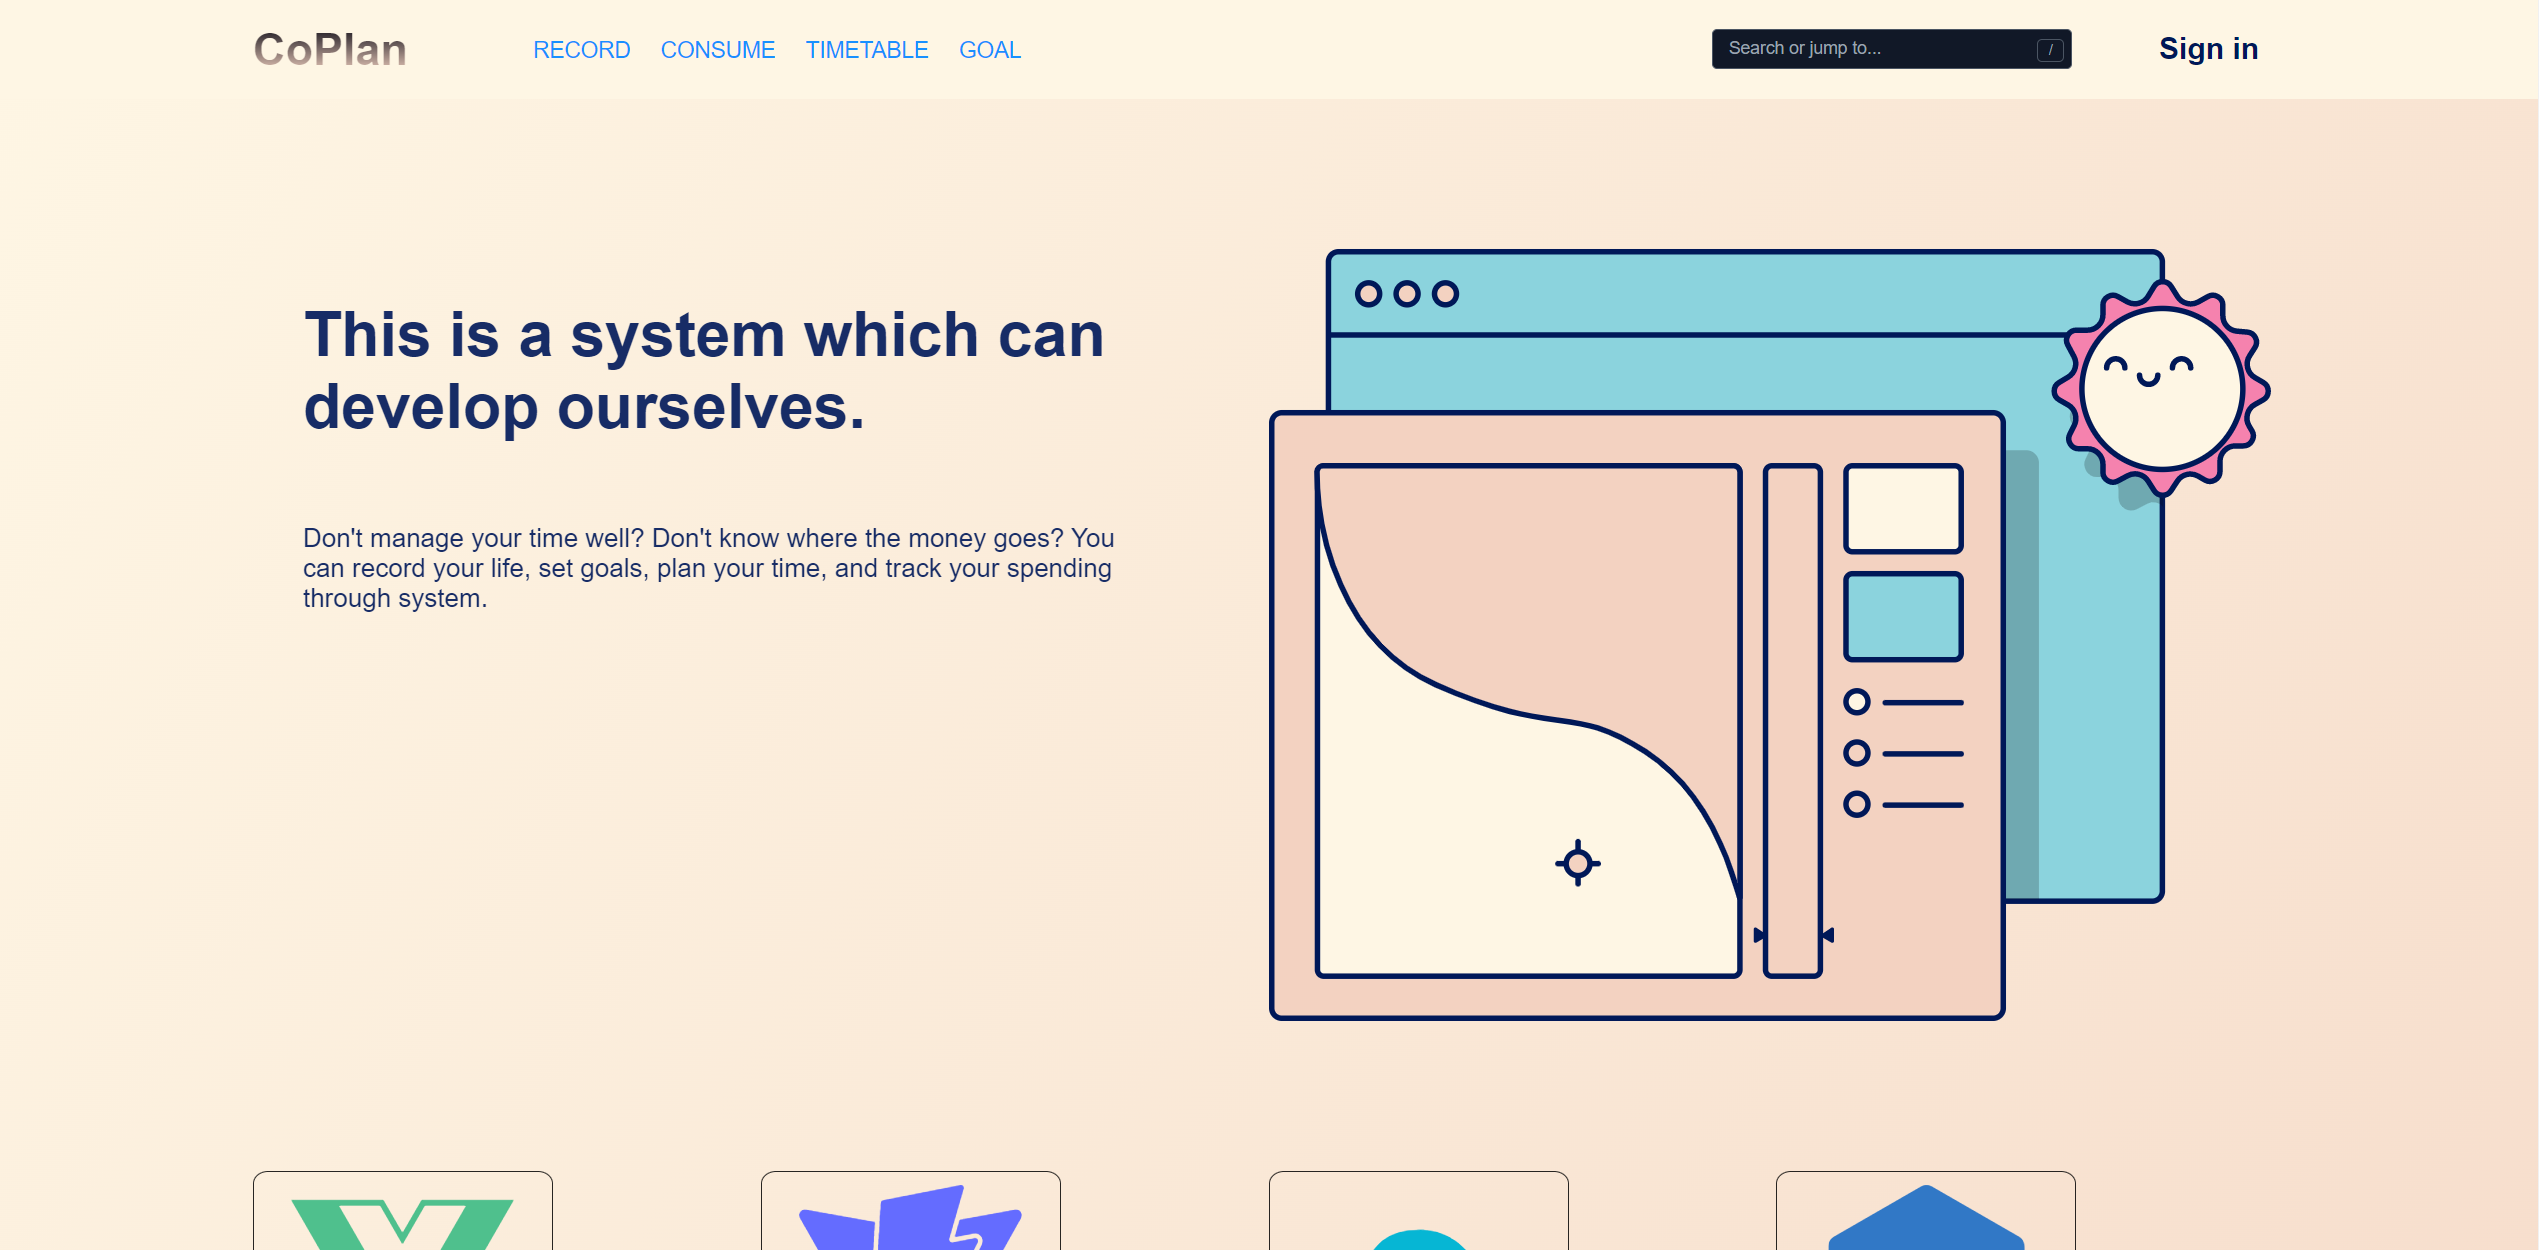 CoPlan
RECORD CONSUME TIMETABLE GOAL
Search or jump to... /
Sign in
This is a system which can
develop ourselves.
Don't manage your time well? Don't know where the money goes? You
can record your life, set goals, plan your time, and track your spending
through system.